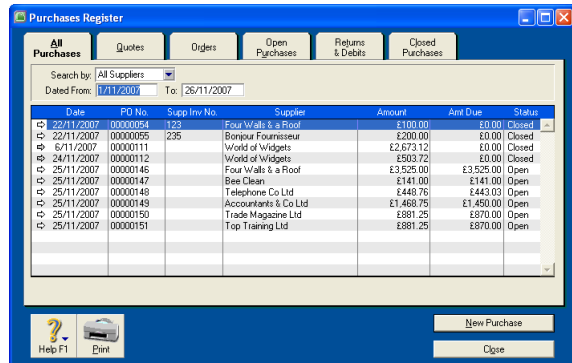 Purchases Register
All Purchases Quotes Orders Open Purchases Returns & Debits Closed Purchases
Search by: All Suppliers
Dated From: 1/11/2007 To: 26/11/2007
Date PO No. Supp Inv No. Supplier Amount Amt Due Status
22/11/2007 00000054 123 Four Walls & a Roof £100.00 £0.00 Closed
22/11/2007 00000055 235 Bonjour Fournisseur £200.00 £0.00 Closed
6/11/2007 00000111 World of Widgets £2,673.12 £0.00 Closed
24/11/2007 00000112 World of Widgets £503.72 £0.00 Closed
25/11/2007 00000146 Four Walls & a Roof £3,525.00 £3,525.00 Open
25/11/2007 00000147 Bee Clean £141.00 £141.00 Open
25/11/2007 00000148 Telephone Co Ltd £448.76 £443.03 Open
25/11/2007 00000149 Accountants & Co Ltd £1,468.75 £1,450.00 Open
25/11/2007 00000150 Trade Magazine Ltd £881.25 £870.00 Open
25/11/2007 00000151 Top Training Ltd £881.25 £870.00 Open
New Purchase
Help F1 Print Close